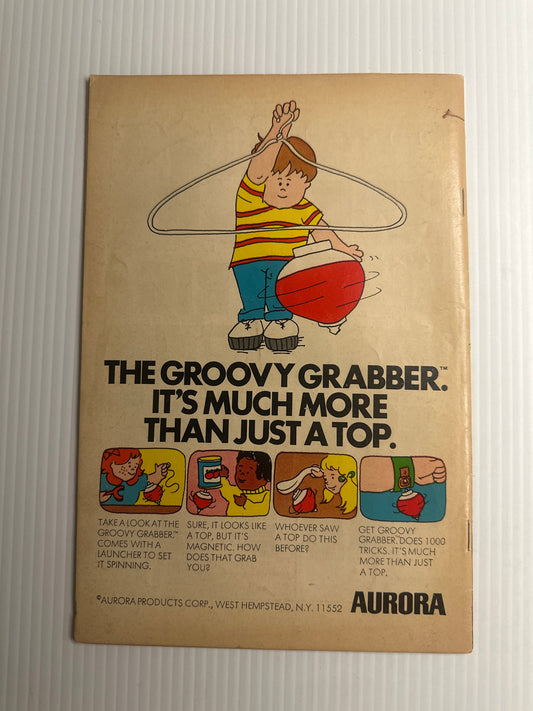 THE GROOVY GRABBER.™
IT'S MUCH MORE
THAN JUST A TOP.
TAKE A LOOK AT THE
GROOVY GRABBER.™
COMES WITH A
LAUNCHER TO SET
IT SPINNING.
SURE, IT LOOKS LIKE
A TOP, BUT IT'S
MAGNETIC. HOW
DOES THAT GRAB
YOU?
WHOEVER SAW
A TOP DO THIS
BEFORE?
GET GROOVY
GRABBER. DOES 1000
TRICKS. IT'S MUCH
MORE THAN JUST
A TOP.
©AURORA PRODUCTS CORP., WEST HEMPSTEAD, N.Y. 11552 AURORA